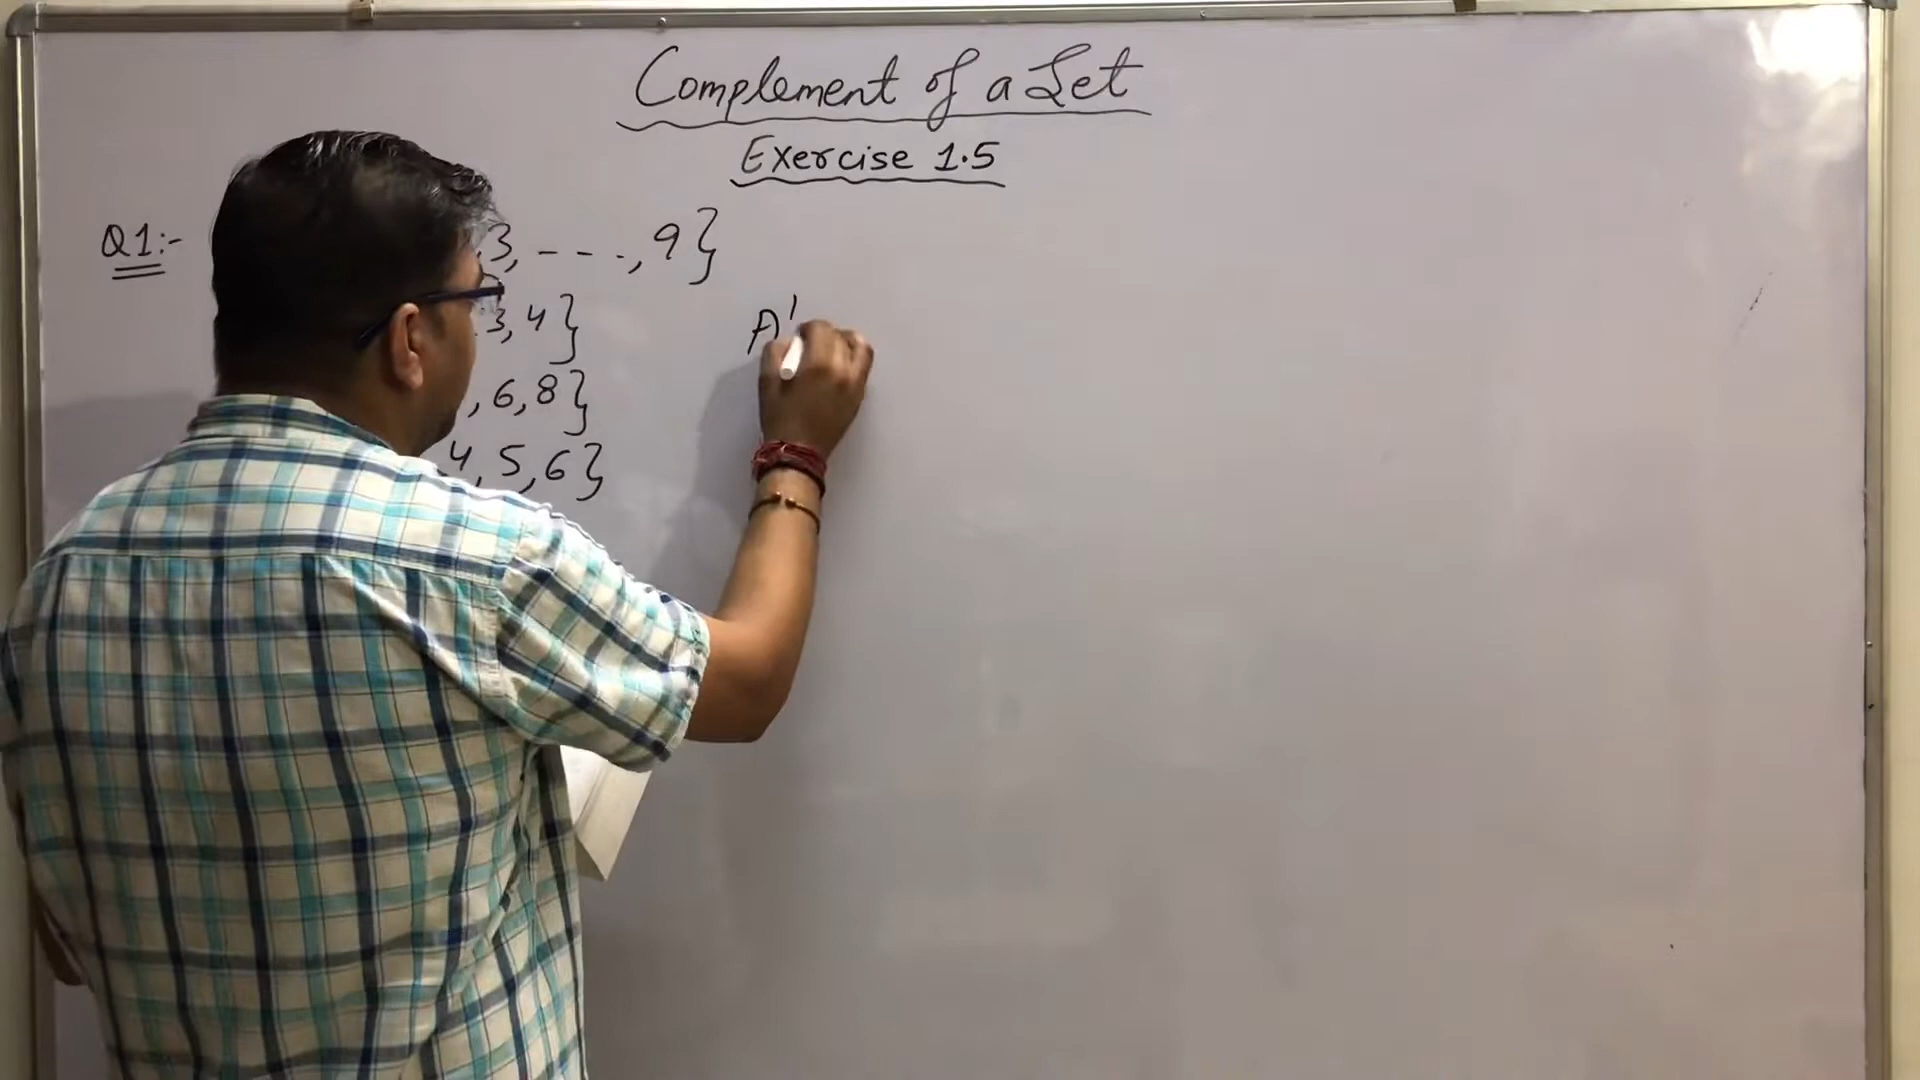 Complement of a Set
Exercise 1.5
Q1:- 3, - - -, 9}
3, 4}
A'
, 6, 8}
4, 5, 6}